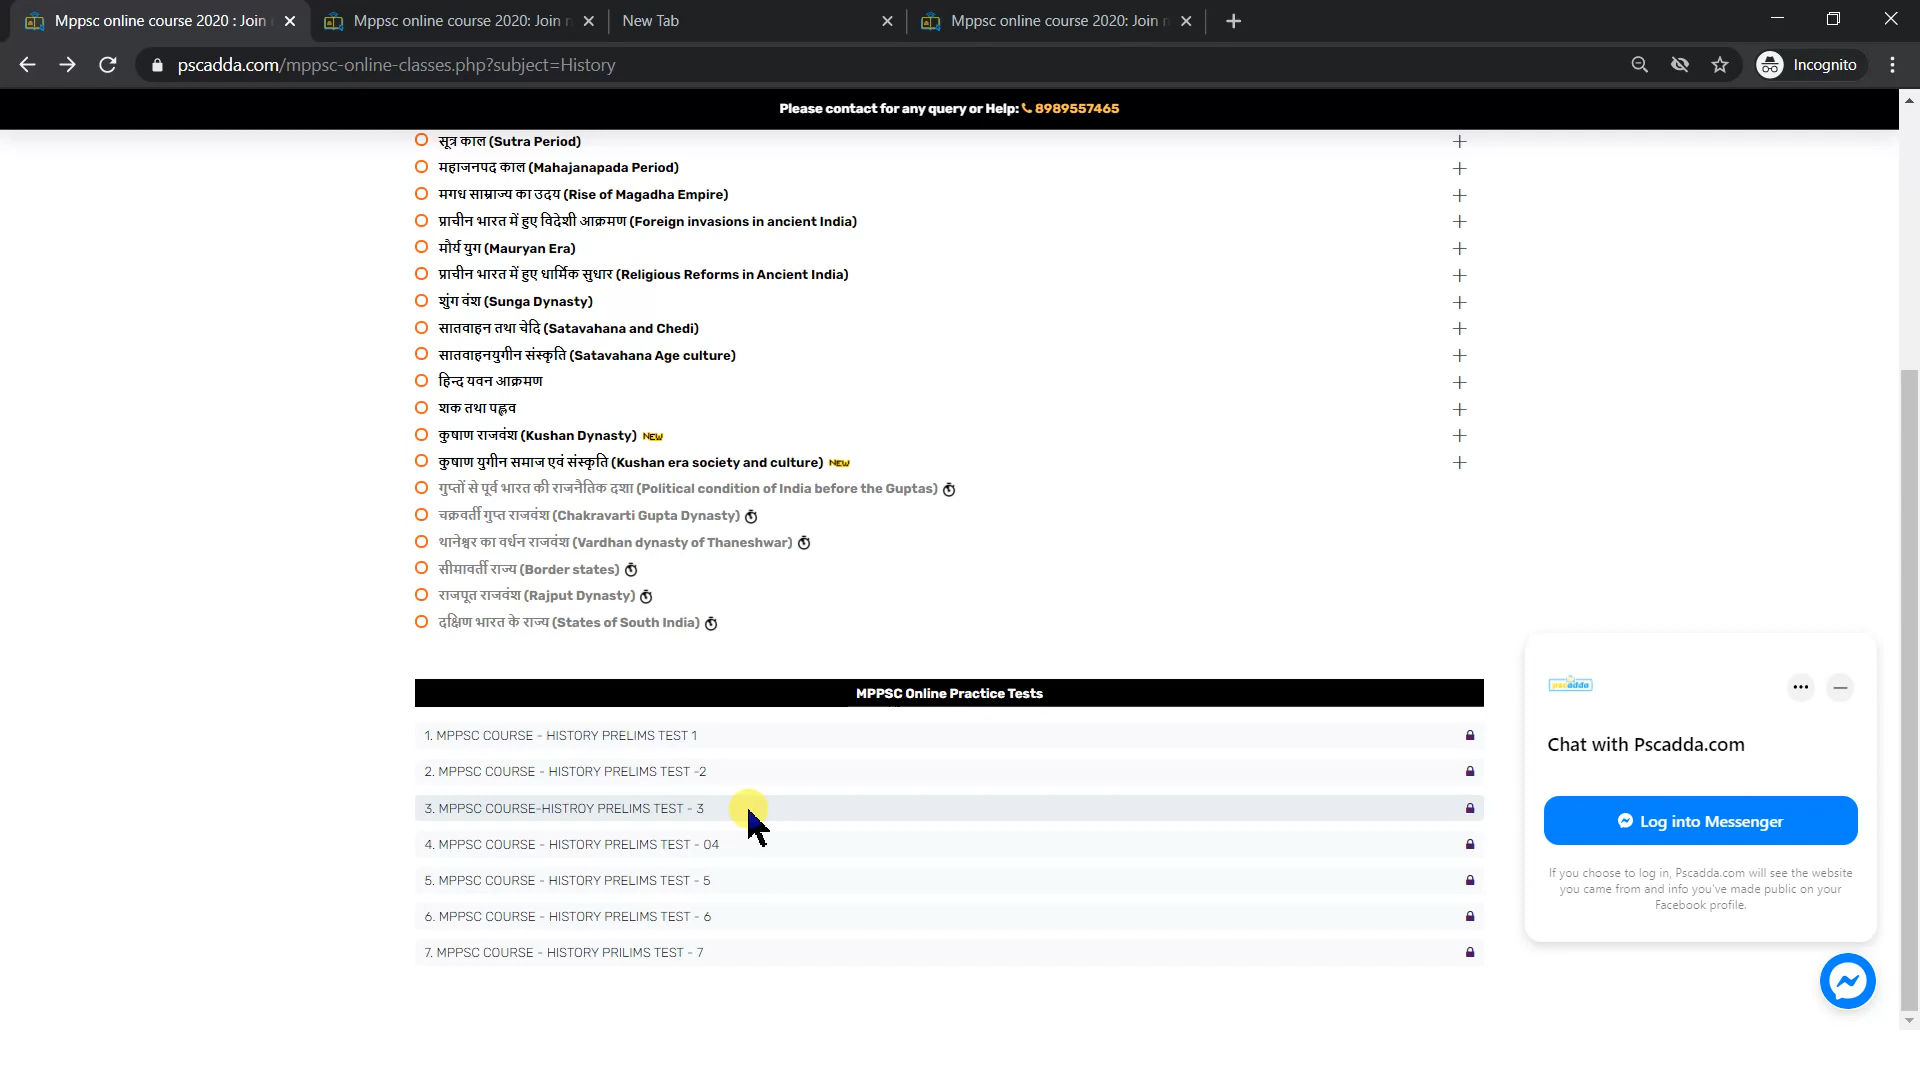 Mppsc online course 2020 : Join
Mppsc online course 2020: Join
New Tab
Mppsc online course 2020: Join
pscadda.com/mppsc-online-classes.php?subject=History
Incognito
Please contact for any query or Help: 8989557465
सूत्र काल (Sutra Period)
महाजनपद काल (Mahajanapada Period)
मगध साम्राज्य का उदय (Rise of Magadha Empire)
प्राचीन भारत में हुए विदेशी आक्रमण (Foreign invasions in ancient India)
मौर्य युग (Mauryan Era)
प्राचीन भारत में हुए धार्मिक सुधार (Religious Reforms in Ancient India)
शुंग वंश (Sunga Dynasty)
सातवाहन तथा चेदि (Satavahana and Chedi)
सातवाहनयुगीन संस्कृति (Satavahana Age culture)
हिन्द यवन आक्रमण
शक तथा पह्लव
कुषाण राजवंश (Kushan Dynasty) NEW
कुषाण युगीन समाज एवं संस्कृति (Kushan era society and culture) NEW
गुप्तों से पूर्व भारत की राजनैतिक दशा (Political condition of India before the Guptas)
चक्रवर्ती गुप्त राजवंश (Chakravarti Gupta Dynasty)
थानेश्वर का वर्धन राजवंश (Vardhan dynasty of Thaneshwar)
सीमावर्ती राज्य (Border states)
राजपूत राजवंश (Rajput Dynasty)
दक्षिण भारत के राज्य (States of South India)
MPPSC Online Practice Tests
1. MPPSC COURSE - HISTORY PRELIMS TEST 1
2. MPPSC COURSE - HISTORY PRELIMS TEST -2
3. MPPSC COURSE-HISTROY PRELIMS TEST - 3
4. MPPSC COURSE - HISTORY PRELIMS TEST - 04
5. MPPSC COURSE - HISTORY PRELIMS TEST - 5
6. MPPSC COURSE - HISTORY PRELIMS TEST - 6
7. MPPSC COURSE - HISTORY PRILIMS TEST - 7
pscadda
Chat with Pscadda.com
Log into Messenger
If you choose to log in, Pscadda.com will see the website
you came from and info you've made public on your
Facebook profile.